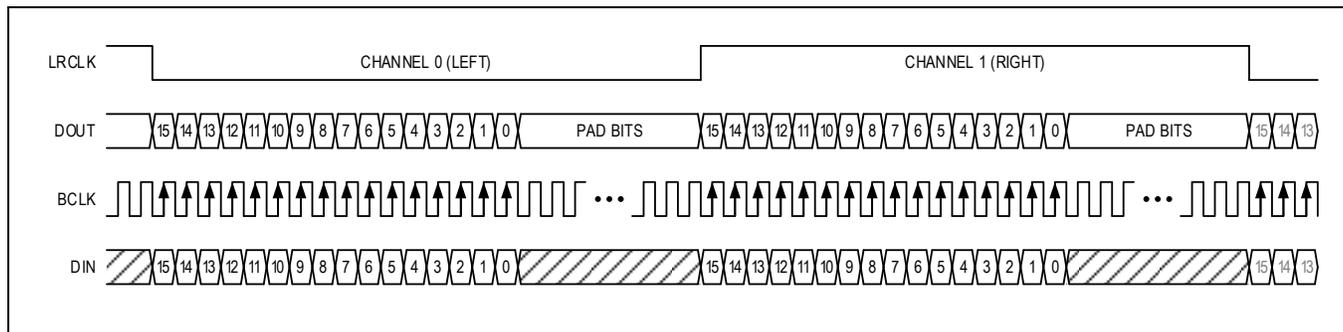 LRCLK CHANNEL 0 (LEFT) CHANNEL 1 (RIGHT)
DOUT 15 14 13 12 11 10 9 8 7 6 5 4 3 2 1 0 PAD BITS 15 14 13 12 11 10 9 8 7 6 5 4 3 2 1 0 PAD BITS 15 14 13
BCLK ••• •••
DIN 15 14 13 12 11 10 9 8 7 6 5 4 3 2 1 0 15 14 13 12 11 10 9 8 7 6 5 4 3 2 1 0 15 14 13